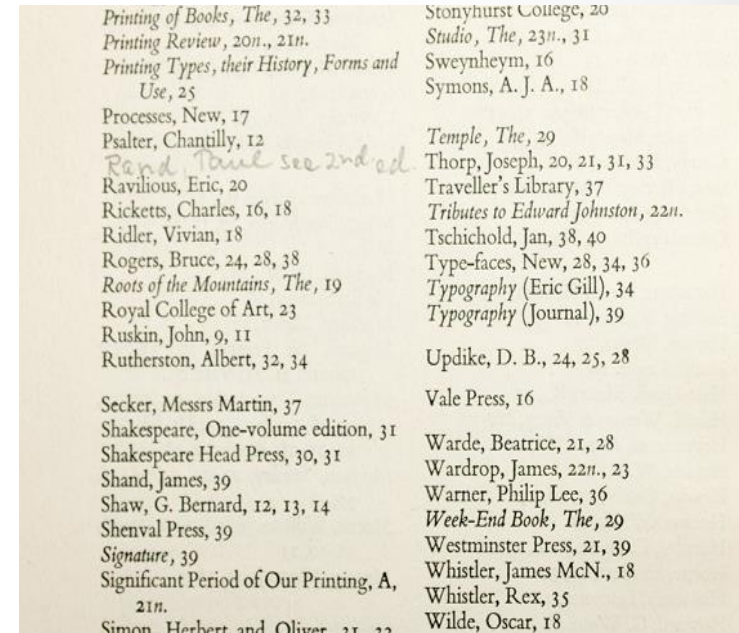 Printing of Books, The, 32, 33
Printing Review, 20n., 21n.
Printing Types, their History, Forms and
Use, 25
Processes, New, 17
Psalter, Chantilly, 12
Rand, Paul see 2nd ed.
Ravilious, Eric, 20
Ricketts, Charles, 16, 18
Ridler, Vivian, 18
Rogers, Bruce, 24, 28, 38
Roots of the Mountains, The, 19
Royal College of Art, 23
Ruskin, John, 9, 11
Rutherston, Albert, 32, 34
Secker, Messrs Martin, 37
Shakespeare, One-volume edition, 31
Shakespeare Head Press, 30, 31
Shand, James, 39
Shaw, G. Bernard, 12, 13, 14
Shenval Press, 39
Signature, 39
Significant Period of Our Printing, A,
21n.
Simon, Herbert and Oliver, 31, 32
Stonyhurst College, 20
Studio, The, 23n., 31
Sweynheym, 16
Symons, A. J. A., 18
Temple, The, 29
Thorp, Joseph, 20, 21, 31, 33
Traveller's Library, 37
Tributes to Edward Johnston, 22n.
Tschichold, Jan, 38, 40
Type-faces, New, 28, 34, 36
Typography (Eric Gill), 34
Typography (Journal), 39
Updike, D. B., 24, 25, 28
Vale Press, 16
Warde, Beatrice, 21, 28
Wardrop, James, 22n., 23
Warner, Philip Lee, 36
Week-End Book, The, 29
Westminster Press, 21, 39
Whistler, James McN., 18
Whistler, Rex, 35
Wilde, Oscar, 18